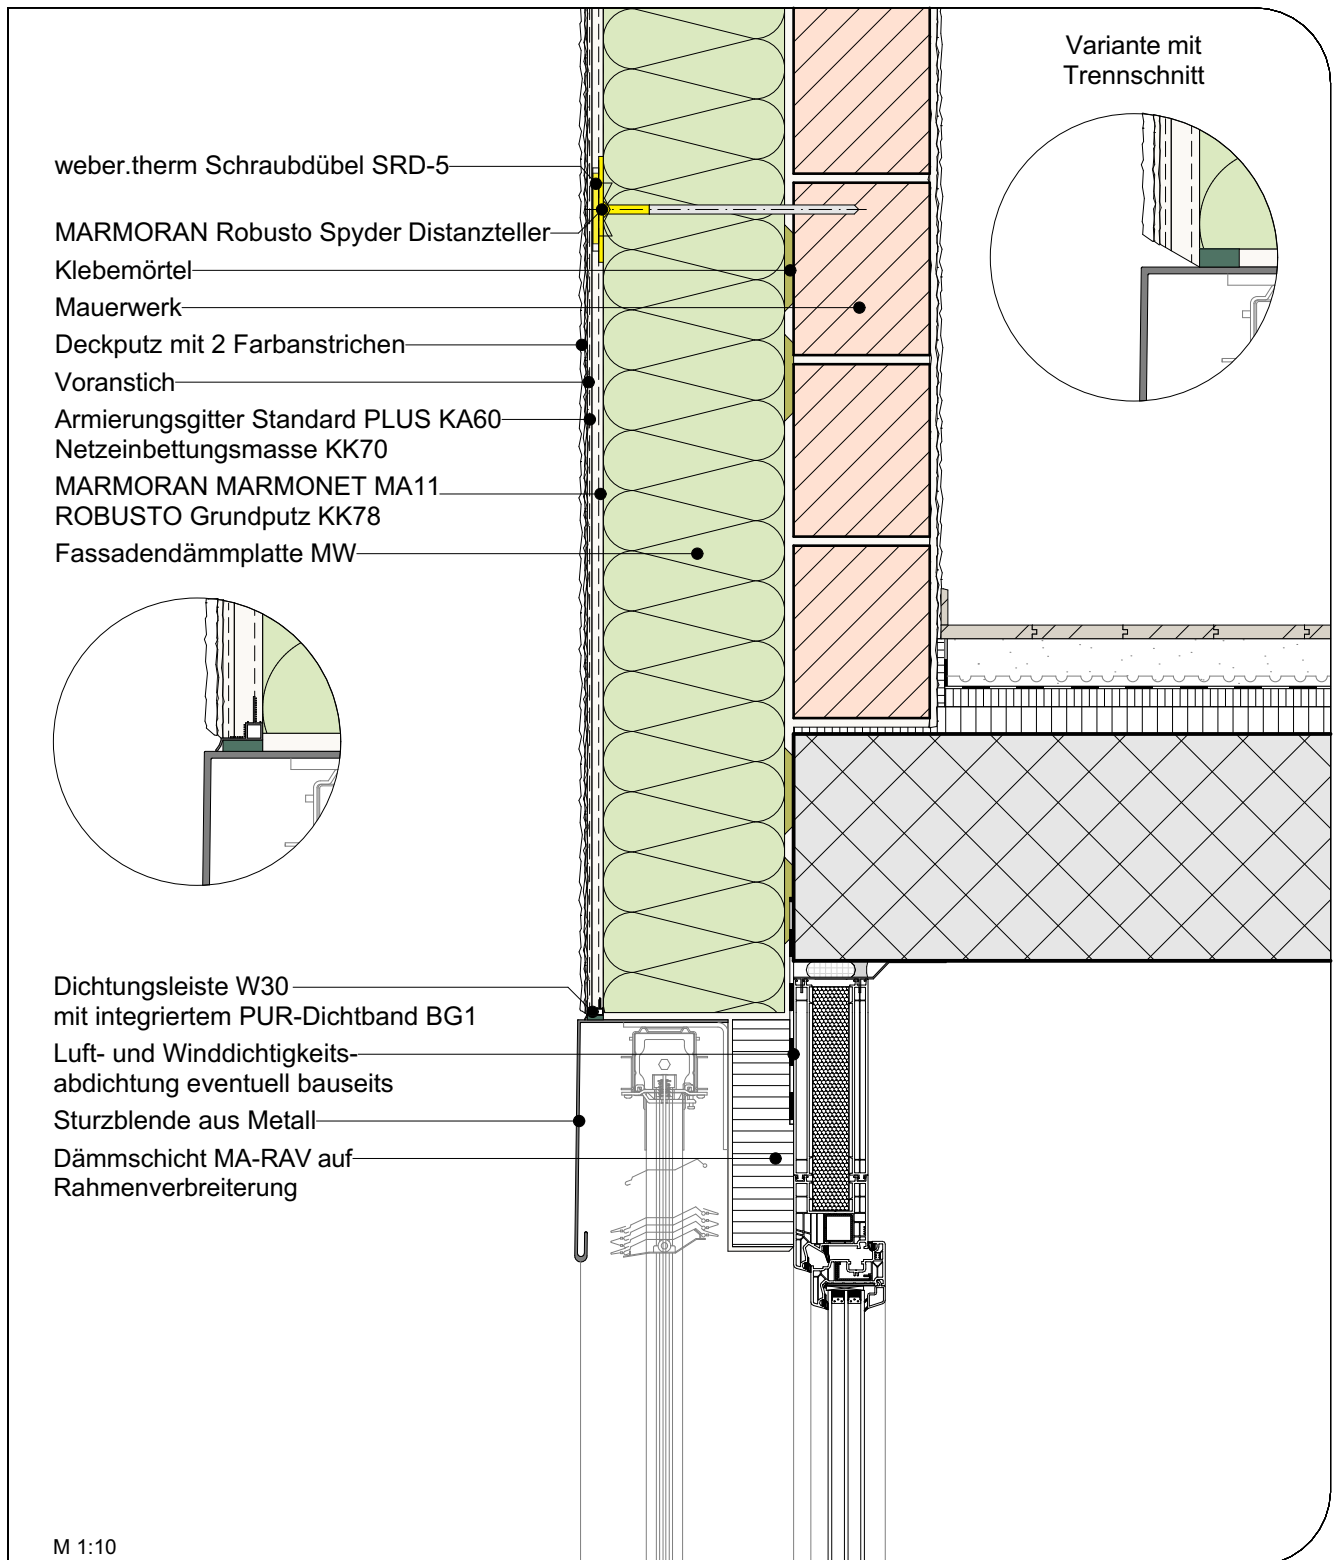 Variante mit
Trennschnitt
weber.therm Schraubdübel SRD-5
MARMORAN Robusto Spyder Distanzteller
Klebemörtel
Mauerwerk
Deckputz mit 2 Farbanstrichen
Voranstich
Armierungsgitter Standard PLUS KA60
Netzeinbettungsmasse KK70
MARMORAN MARMONET MA11
ROBUSTO Grundputz KK78
Fassadendämmplatte MW
Dichtungsleiste W30
mit integriertem PUR-Dichtband BG1
Luft- und Winddichtigkeits-
abdichtung eventuell bauseits
Sturzblende aus Metall
Dämmschicht MA-RAV auf
Rahmenverbreiterung
M 1:10